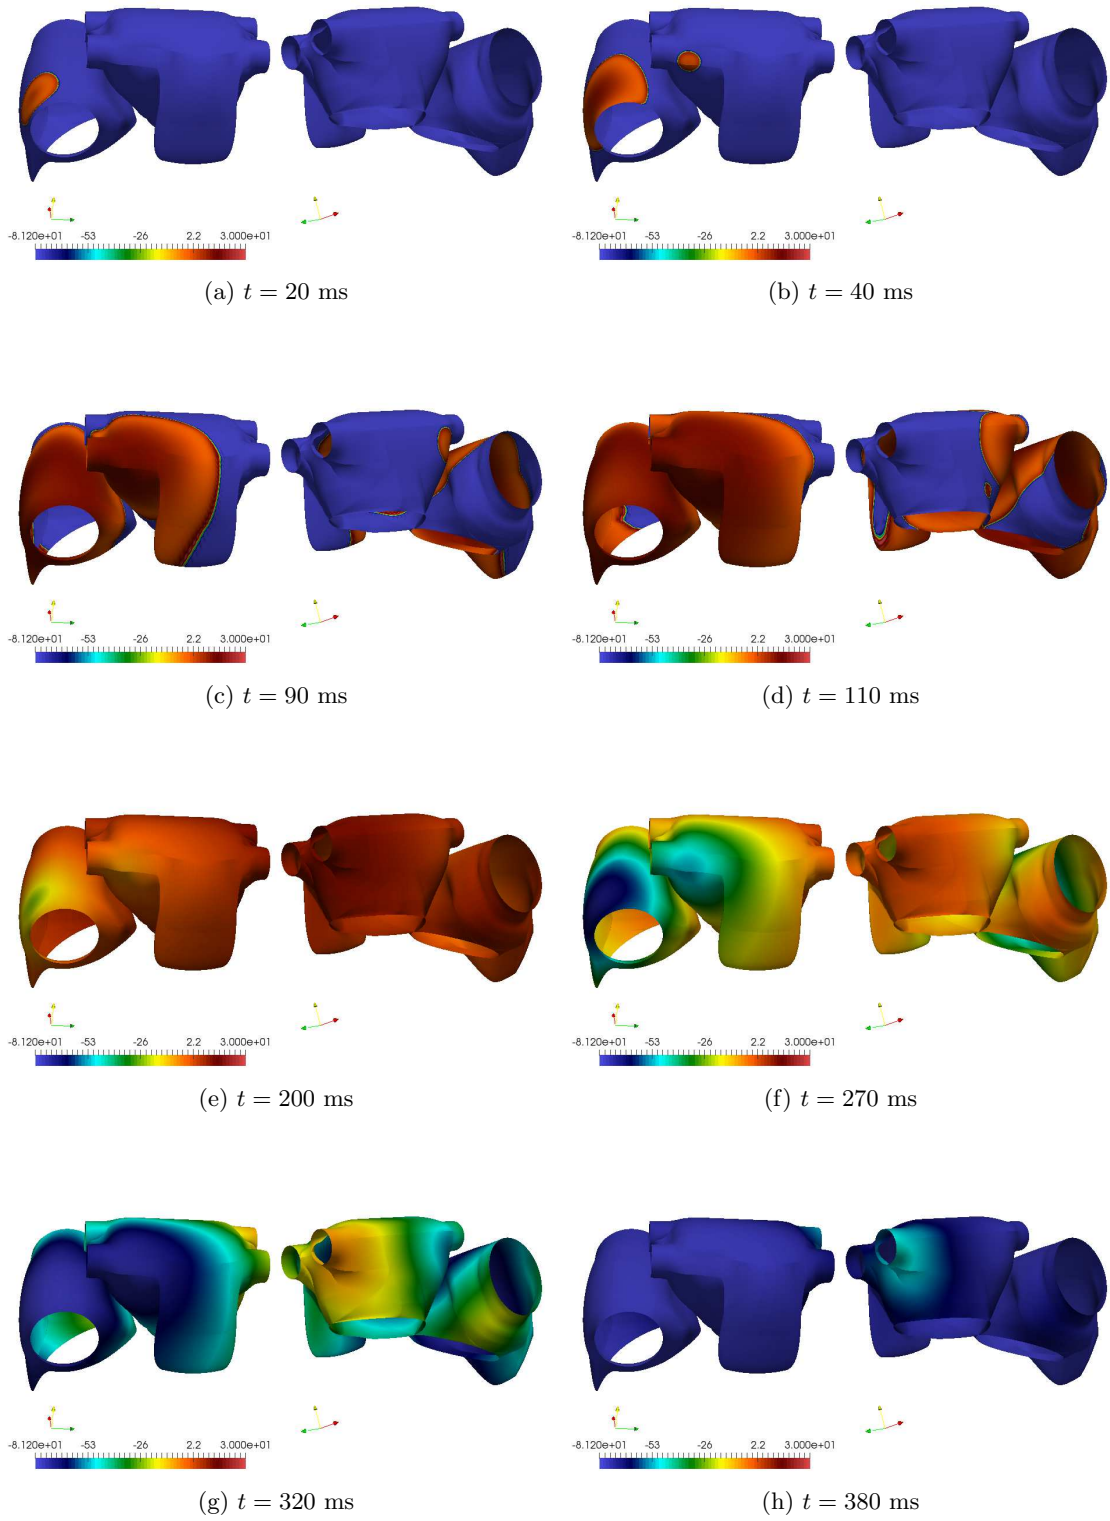 -8.120e+01 -53 -26 2.2 3.000e+01 -8.120e+01 -53 -26 2.2 3.000e+01
(a) t = 20 ms (b) t = 40 ms
-8.120e+01 -53 -26 2.2 3.000e+01 -8.120e+01 -53 -26 2.2 3.000e+01
(c) t = 90 ms (d) t = 110 ms
-8.120e+01 -53 -26 2.2 3.000e+01 -8.120e+01 -53 -26 2.2 3.000e+01
(e) t = 200 ms (f) t = 270 ms
-8.120e+01 -53 -26 2.2 3.000e+01 -8.120e+01 -53 -26 2.2 3.000e+01
(g) t = 320 ms (h) t = 380 ms